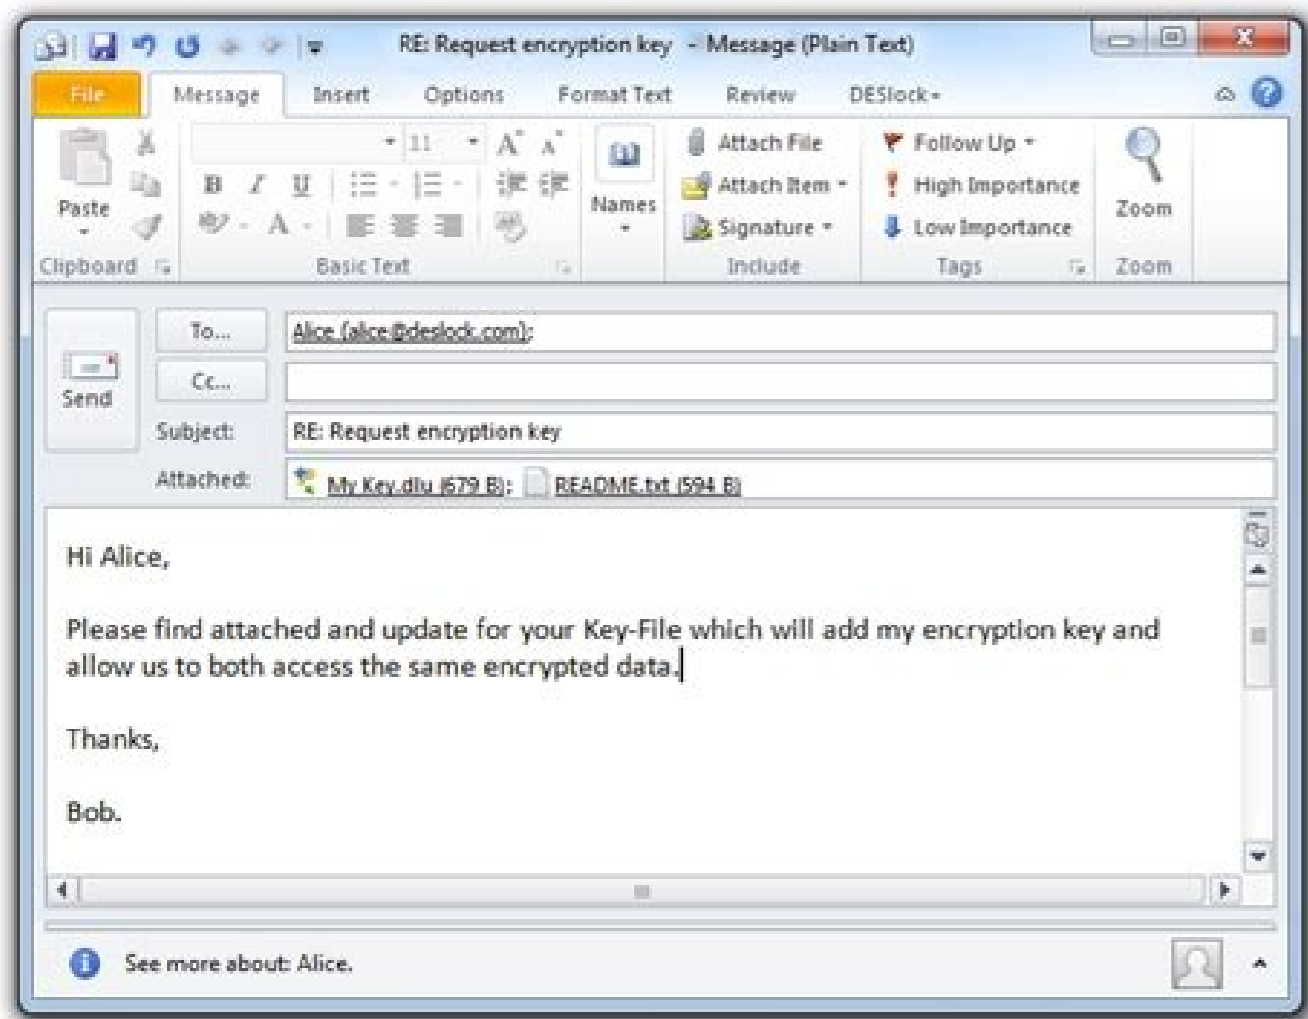 RE: Request encryption key - Message (Plain Text)
File Message Insert Options Format Text Review DESlock
Paste
Clipboard
11
B I U
A
Basic Text
Names
Attach File
Attach Item
Signature
Include
Follow Up
High Importance
Low Importance
Tags
Zoom
Zoom
Send
To...
Alice (alice@deslock.com);
Cc...
Subject:
RE: Request encryption key
Attached:
My Key.dlu (679 B); README.txt (594 B)
Hi Alice,
Please find attached and update for your Key-File which will add my encryption key and
allow us to both access the same encrypted data.
Thanks,
Bob.
See more about: Alice.